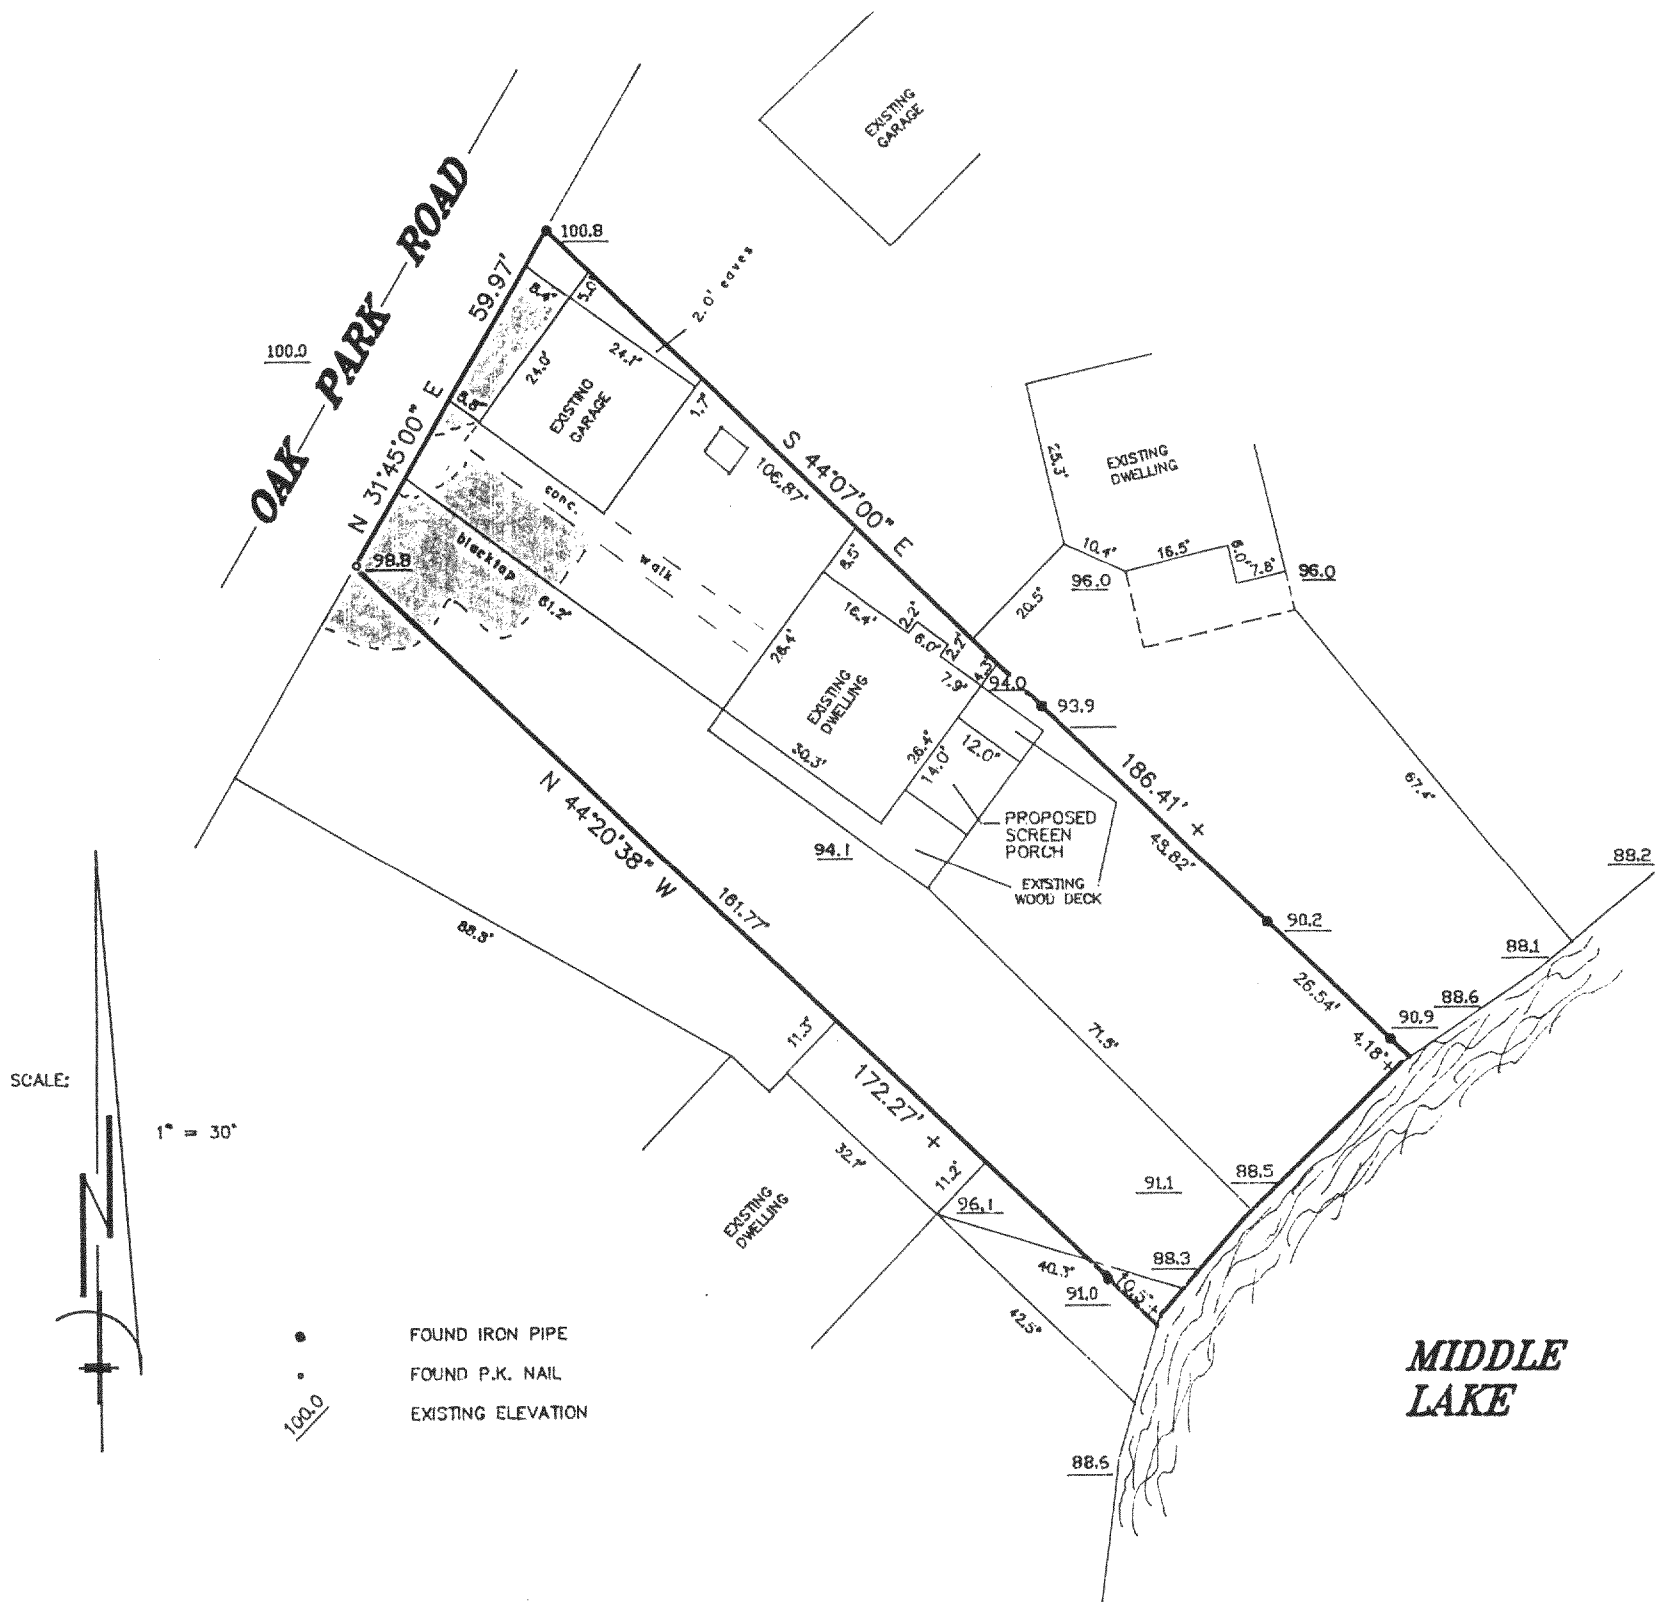 EXISTING
GARAGE
OAK PARK ROAD
100.8
59.97'
N 31°45'00" E
100.0
8.4'
5.0'
2.0' eaves
24.0'
24.1'
EXISTING
GARAGE
1.7'
98.8
conc.
walk
blacktop
61.2'
S 44°07'00" E
106.87'
25.3'
EXISTING
DWELLING
10.4'
16.5'
6.0'
7.8'
96.0
96.0
20.5'
67.4'
16.4'
2.2'
6.0'
2.2'
4.3'
7.9'
94.0
93.9
EXISTING
DWELLING
26.4'
30.3'
26.4'
14.0'
12.0'
PROPOSED
SCREEN
PORCH
EXISTING
WOOD DECK
94.1
186.41' ±
90.2
26.54'
90.9
4.18'±
88.2
88.1
88.6
N 44°20'38" W
161.77'
88.3'
11.3'
172.27' ±
32.1'
11.2'
96.1
EXISTING
DWELLING
71.5'
91.1
88.5
88.3
40.3'
91.0
10.5'±
42.5'
88.6
SCALE:
1" = 30'
N
FOUND IRON PIPE
FOUND P.K. NAIL
100.0 EXISTING ELEVATION
MIDDLE
LAKE